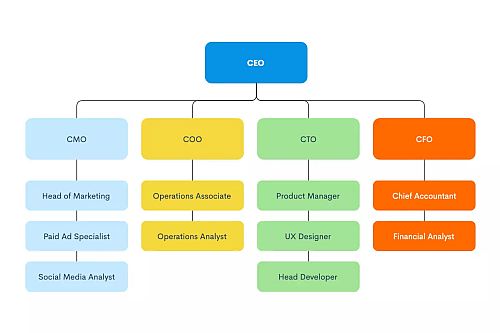 CEO
CMO
COO
CTO
CFO
Head of Marketing
Operations Associate
Product Manager
Chief Accountant
Paid Ad Specialist
Operations Analyst
UX Designer
Financial Analyst
Social Media Analyst
Head Developer